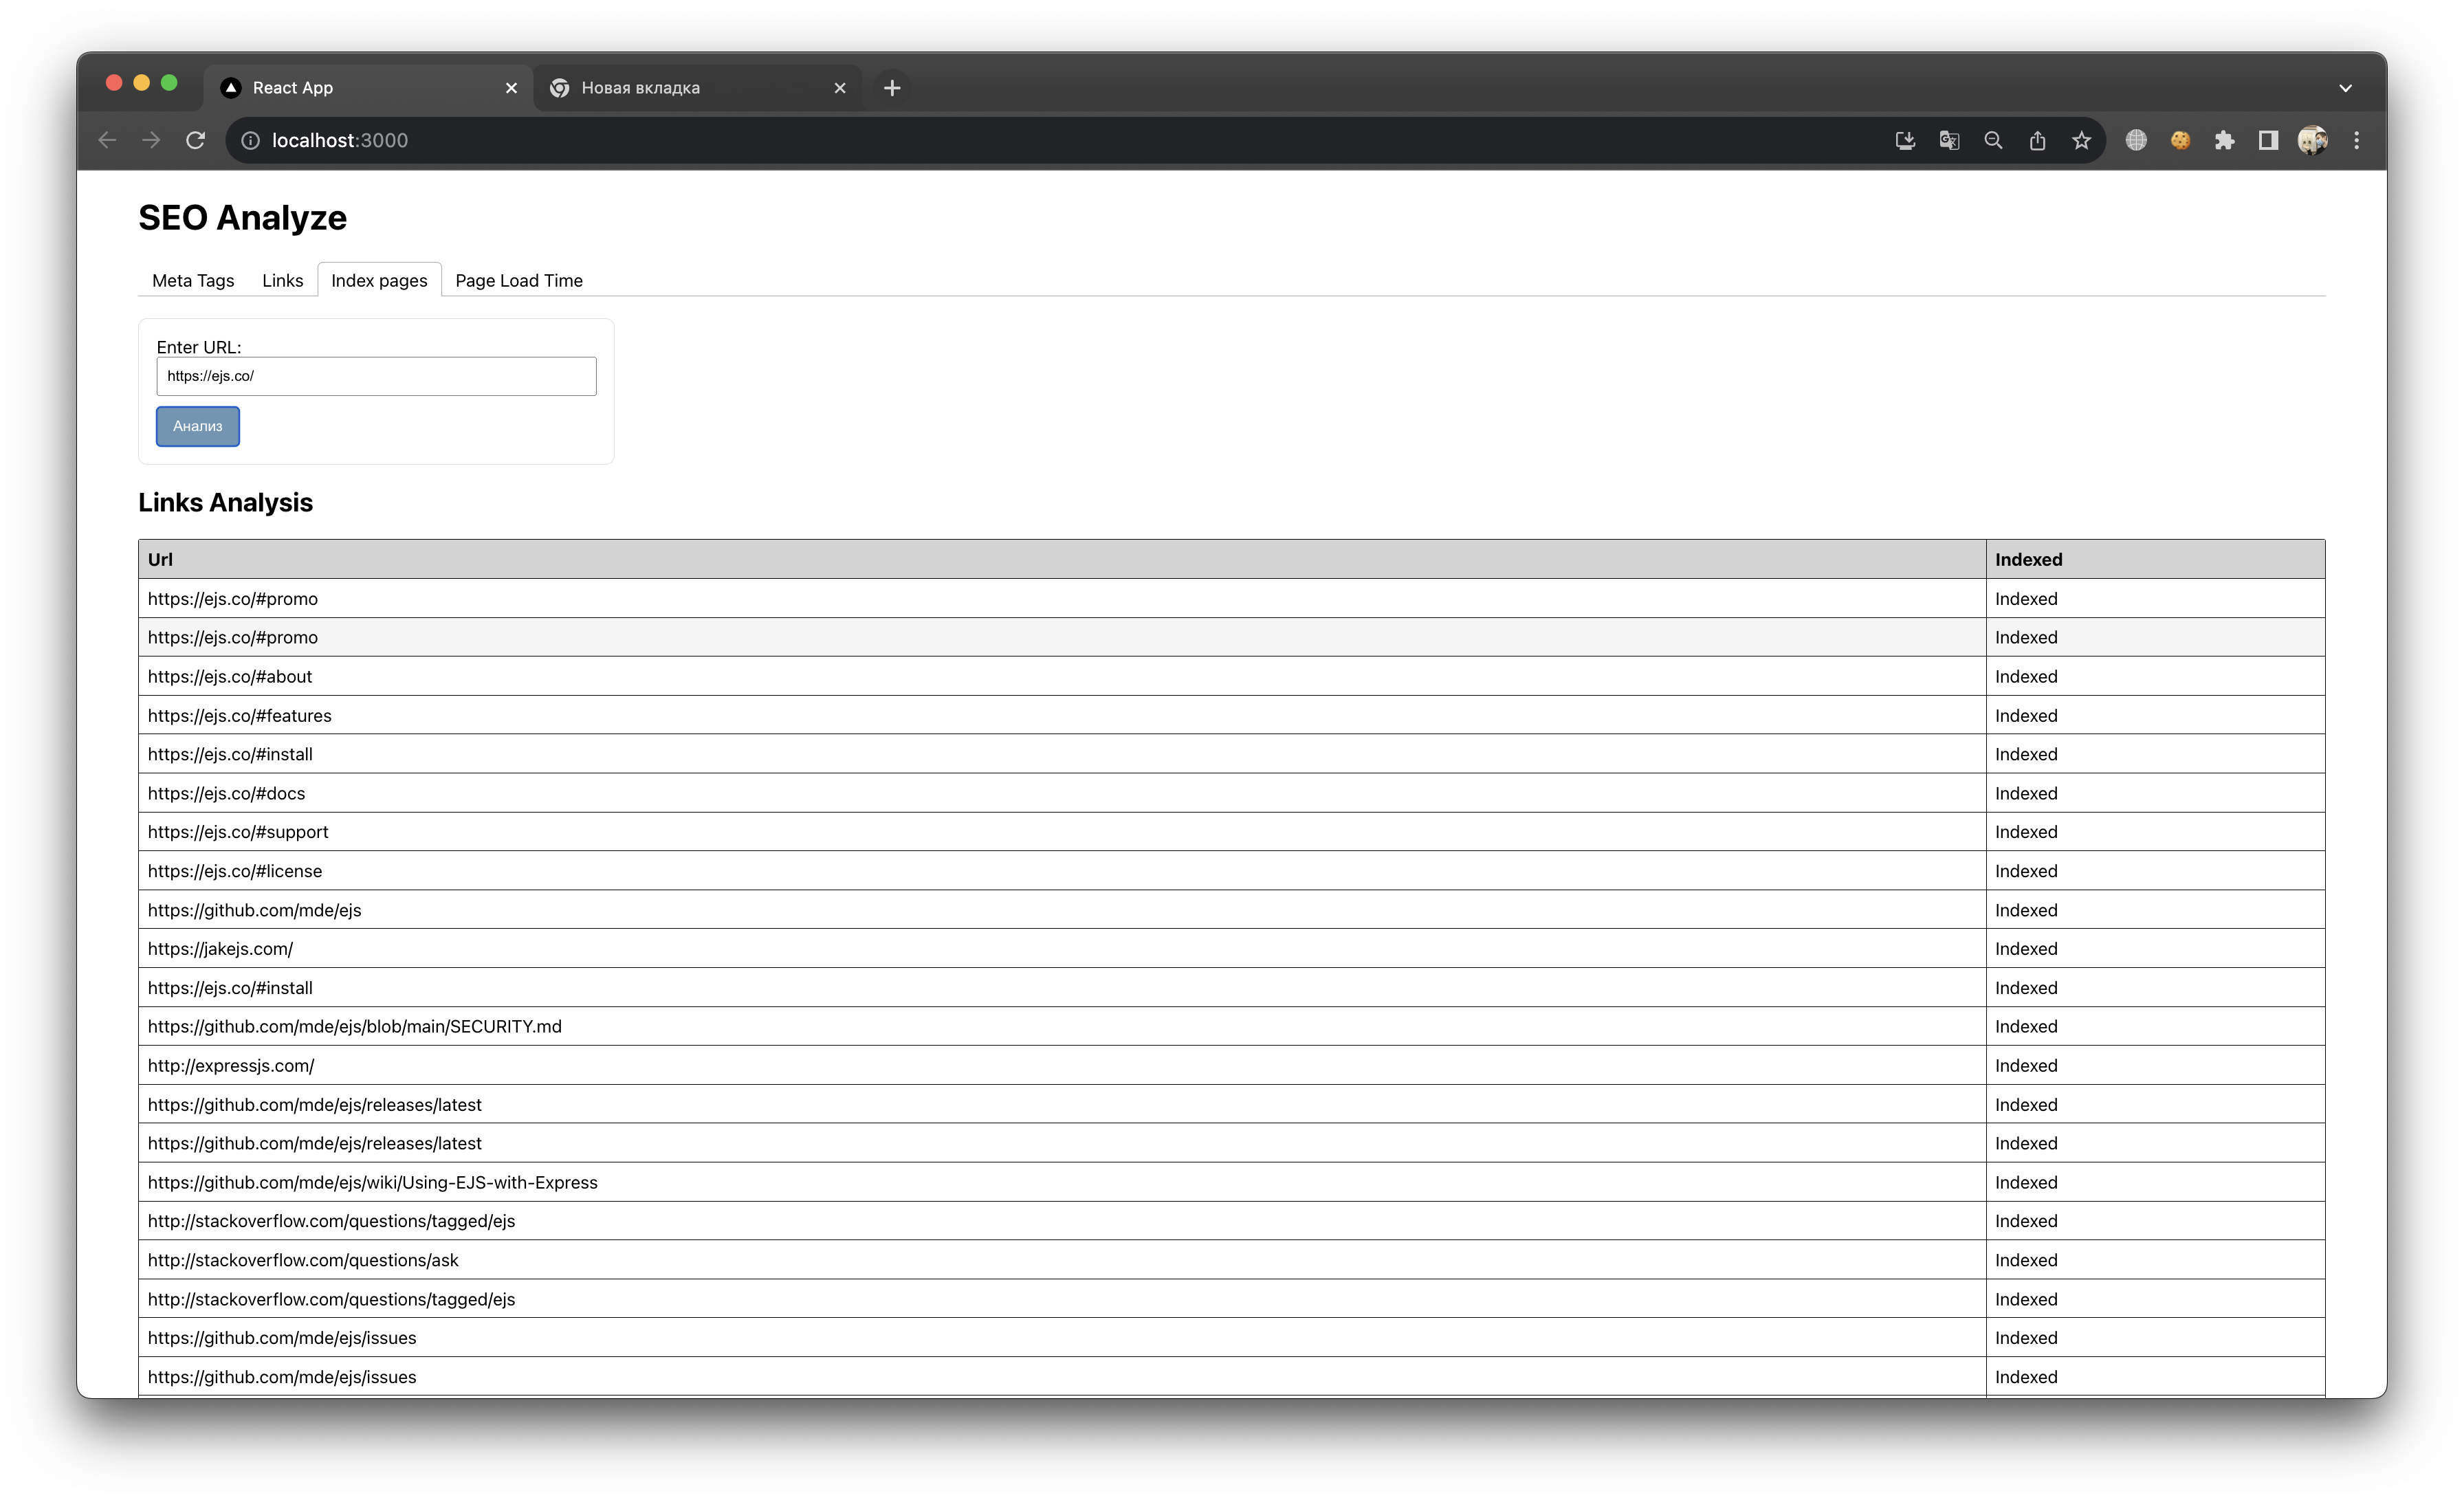 React App
Новая вкладка
localhost:3000
SEO Analyze
Meta Tags Links Index pages Page Load Time
Enter URL:
https://ejs.co/
Анализ
Links Analysis
Url Indexed
https://ejs.co/#promo Indexed
https://ejs.co/#promo Indexed
https://ejs.co/#about Indexed
https://ejs.co/#features Indexed
https://ejs.co/#install Indexed
https://ejs.co/#docs Indexed
https://ejs.co/#support Indexed
https://ejs.co/#license Indexed
https://github.com/mde/ejs Indexed
https://jakejs.com/ Indexed
https://ejs.co/#install Indexed
https://github.com/mde/ejs/blob/main/SECURITY.md Indexed
http://expressjs.com/ Indexed
https://github.com/mde/ejs/releases/latest Indexed
https://github.com/mde/ejs/releases/latest Indexed
https://github.com/mde/ejs/wiki/Using-EJS-with-Express Indexed
http://stackoverflow.com/questions/tagged/ejs Indexed
http://stackoverflow.com/questions/ask Indexed
http://stackoverflow.com/questions/tagged/ejs Indexed
https://github.com/mde/ejs/issues Indexed
https://github.com/mde/ejs/issues Indexed